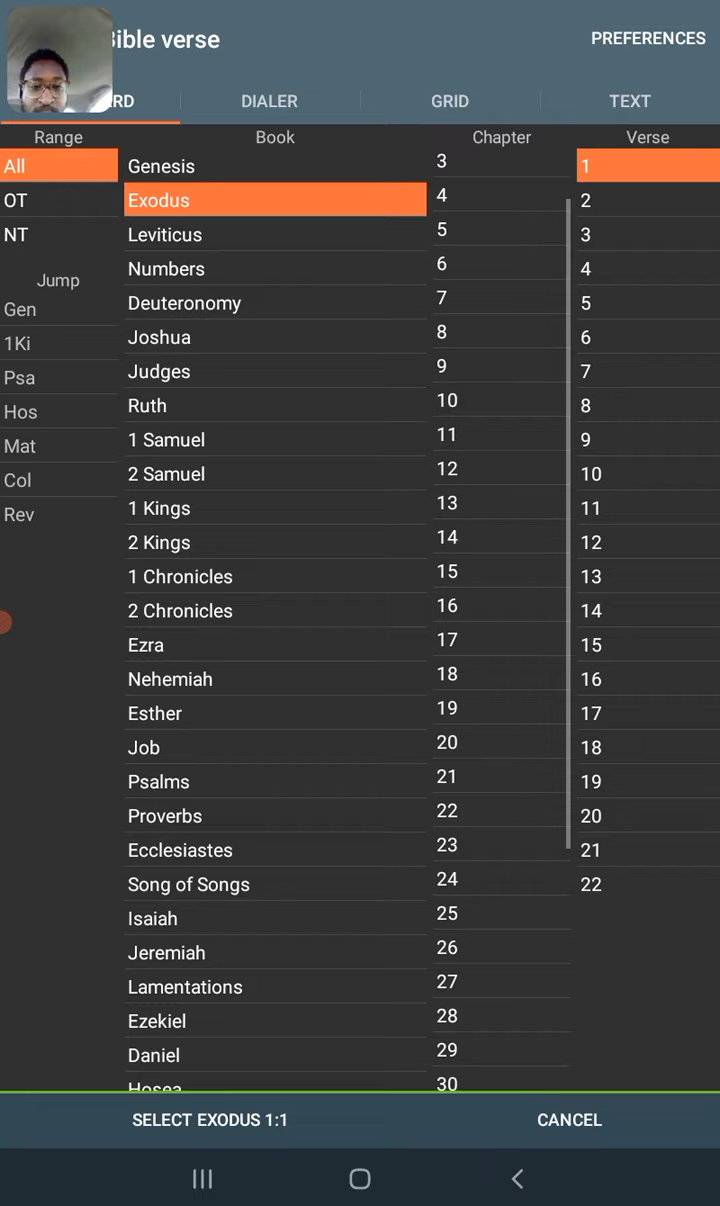 Bible verse
PREFERENCES
RD
DIALER
GRID
TEXT
Range
Book
Chapter
Verse
All
OT
NT
Jump
Gen
1Ki
Psa
Hos
Mat
Col
Rev
Genesis
Exodus
Leviticus
Numbers
Deuteronomy
Joshua
Judges
Ruth
1 Samuel
2 Samuel
1 Kings
2 Kings
1 Chronicles
2 Chronicles
Ezra
Nehemiah
Esther
Job
Psalms
Proverbs
Ecclesiastes
Song of Songs
Isaiah
Jeremiah
Lamentations
Ezekiel
Daniel
Hosea
3
4
5
6
7
8
9
10
11
12
13
14
15
16
17
18
19
20
21
22
23
24
25
26
27
28
29
30
1
2
3
4
5
6
7
8
9
10
11
12
13
14
15
16
17
18
19
20
21
22
SELECT EXODUS 1:1
CANCEL